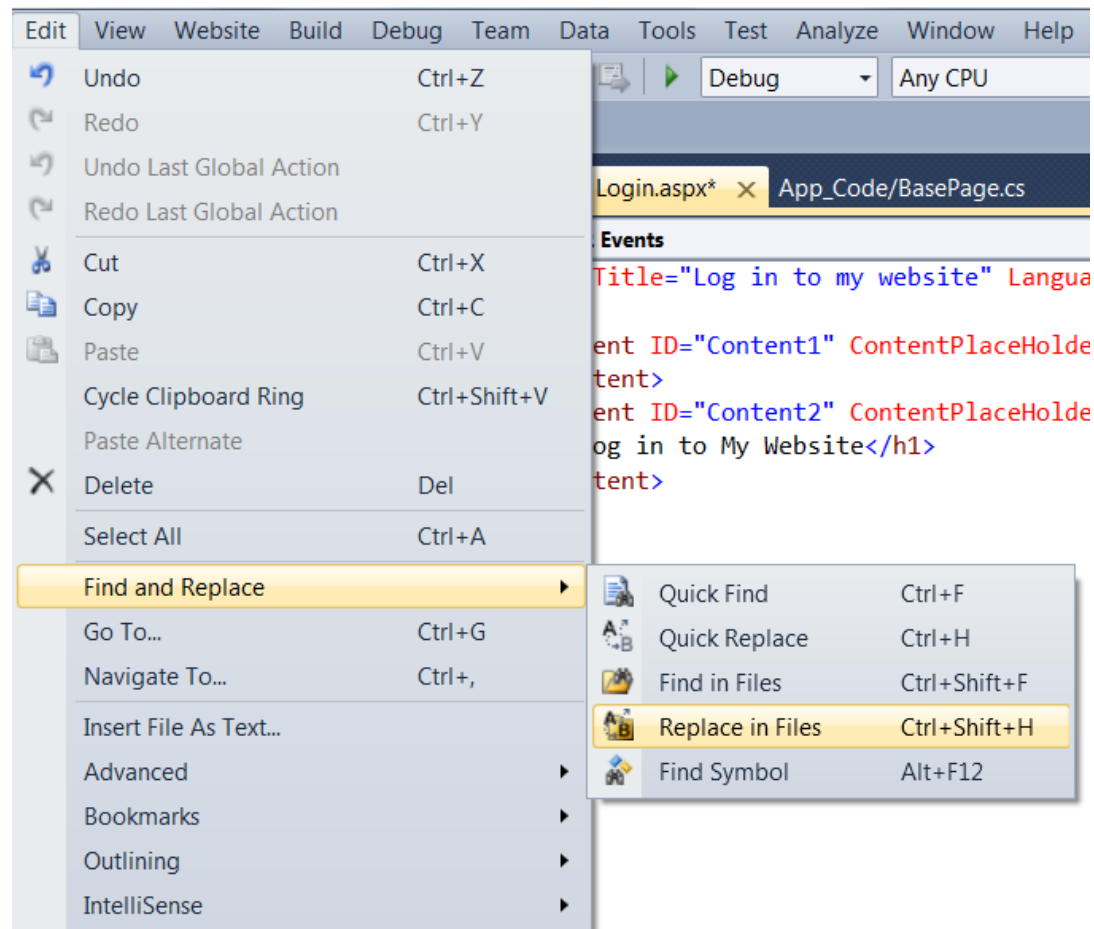 Edit View Website Build Debug Team Data Tools Test Analyze Window Help
Undo Ctrl+Z
Debug Any CPU
Redo Ctrl+Y
Undo Last Global Action
Login.aspx* App_Code/BasePage.cs
Redo Last Global Action
Events
Cut Ctrl+X
Title="Log in to my website" Langua
Copy Ctrl+C
Paste Ctrl+V
ent ID="Content1" ContentPlaceHolde
tent>
Cycle Clipboard Ring Ctrl+Shift+V
ent ID="Content2" ContentPlaceHolde
Paste Alternate
og in to My Website</h1>
Delete Del
tent>
Select All Ctrl+A
Find and Replace
Quick Find Ctrl+F
Go To... Ctrl+G
Quick Replace Ctrl+H
Navigate To... Ctrl+,
Find in Files Ctrl+Shift+F
Insert File As Text...
Replace in Files Ctrl+Shift+H
Advanced
Find Symbol Alt+F12
Bookmarks
Outlining
IntelliSense